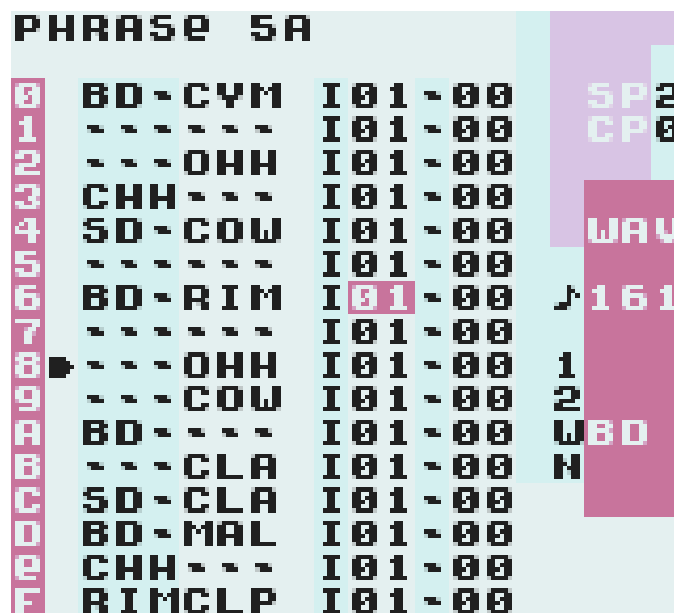 PHRASE 5A
0 BD-CYM I01-00 SP2
1 ------ I01-00 CP0
2 ---OHH I01-00
3 CHH--- I01-00
4 SD-COW I01-00 WAV
5 ------ I01-00
6 BD-RIM I01-00 ♪161
7 ------ I01-00
8 ---OHH I01-00 1
9 ---COW I01-00 2
A BD---- I01-00 WBD
B ---CLA I01-00 N
C SD-CLA I01-00
D BD-MAL I01-00
E CHH--- I01-00
F RIMCLP I01-00